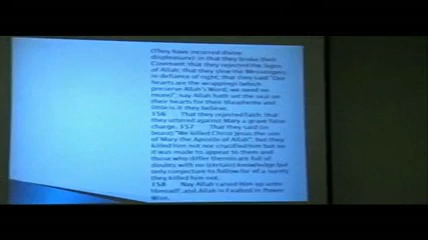 (They have incurred divine
displeasure): in that they broke their
Covenant: that they rejected the Signs
of Allah; that they slew the Messengers
in defiance of right; that they said "Our
hearts are the wrappings (which
preserve Allah's Word; we need no
more)"; nay Allah hath set the seal on
their hearts for their blasphemy and
little is it they believe.
156 That they rejected faith: that
they uttered against Mary a grave false
charge. 157 That they said (in
boast) "We killed Christ Jesus the son
of Mary the Apostle of Allah"; but they
killed him not nor crucified him but so
it was made to appear to them and
those who differ therein are full of
doubts with no (certain) knowledge but
only conjecture to follow for of a surety
they killed him not.
158 Nay Allah raised him up unto
Himself; and Allah is Exalted in Power
Wise.